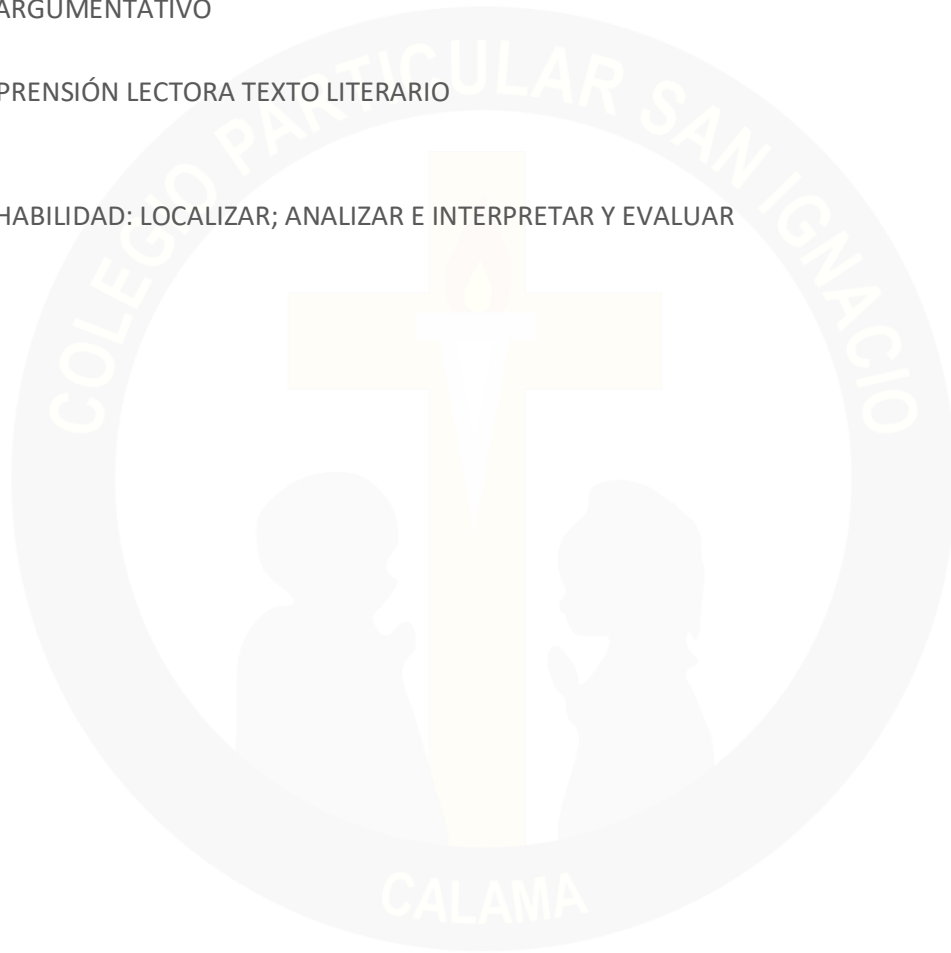 ARGUMENTATIVO
PRENSIÓN LECTORA TEXTO LITERARIO
HABILIDAD: LOCALIZAR; ANALIZAR E INTERPRETAR Y EVALUAR
COLEGIO PARTICULAR SAN IGNACIO
CALAMA